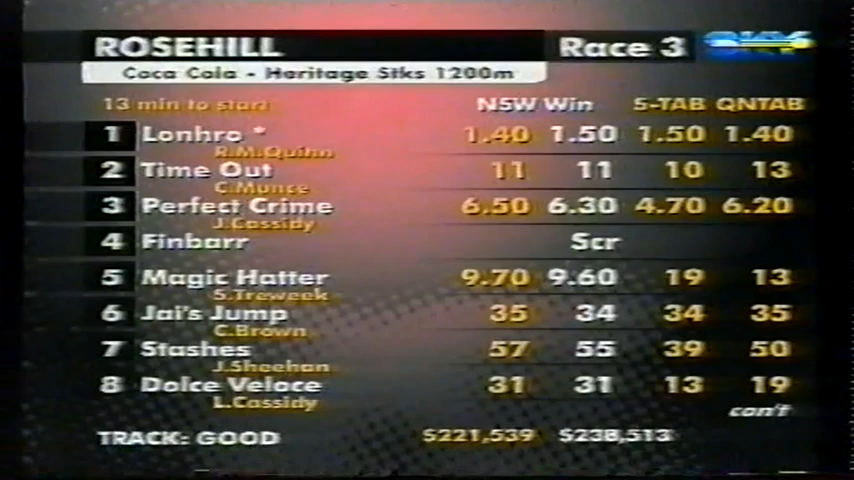 ROSEHILL Race 3
Coca Cola - Heritage Stks 1200m
13 min to start NSW Win S-TAB QNTAB
1 Lonhro * 1.40 1.50 1.50 1.40
R.M.Quinn
2 Time Out 11 11 10 13
C.Munce
3 Perfect Crime 6.50 6.30 4.70 6.20
J.Cassidy
4 Finbarr Scr
5 Magic Hatter 9.70 9.60 19 13
S.Treweek
6 Jai's Jump 35 34 34 35
C.Brown
7 Stashes 57 55 39 50
J.Sheehan
8 Dolce Veloce 31 31 13 19
L.Cassidy
con't
TRACK: GOOD $221,539 $238,513